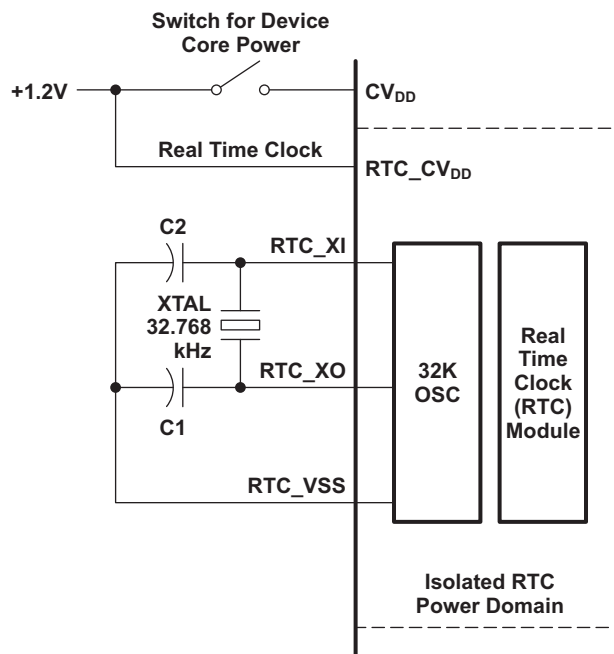 Switch for Device
Core Power
+1.2V
CVDD
Real Time Clock
RTC_CVDD
C2
RTC_XI
XTAL
32.768
kHz
RTC_XO
C1
RTC_VSS
32K
OSC
Real
Time
Clock
(RTC)
Module
Isolated RTC
Power Domain